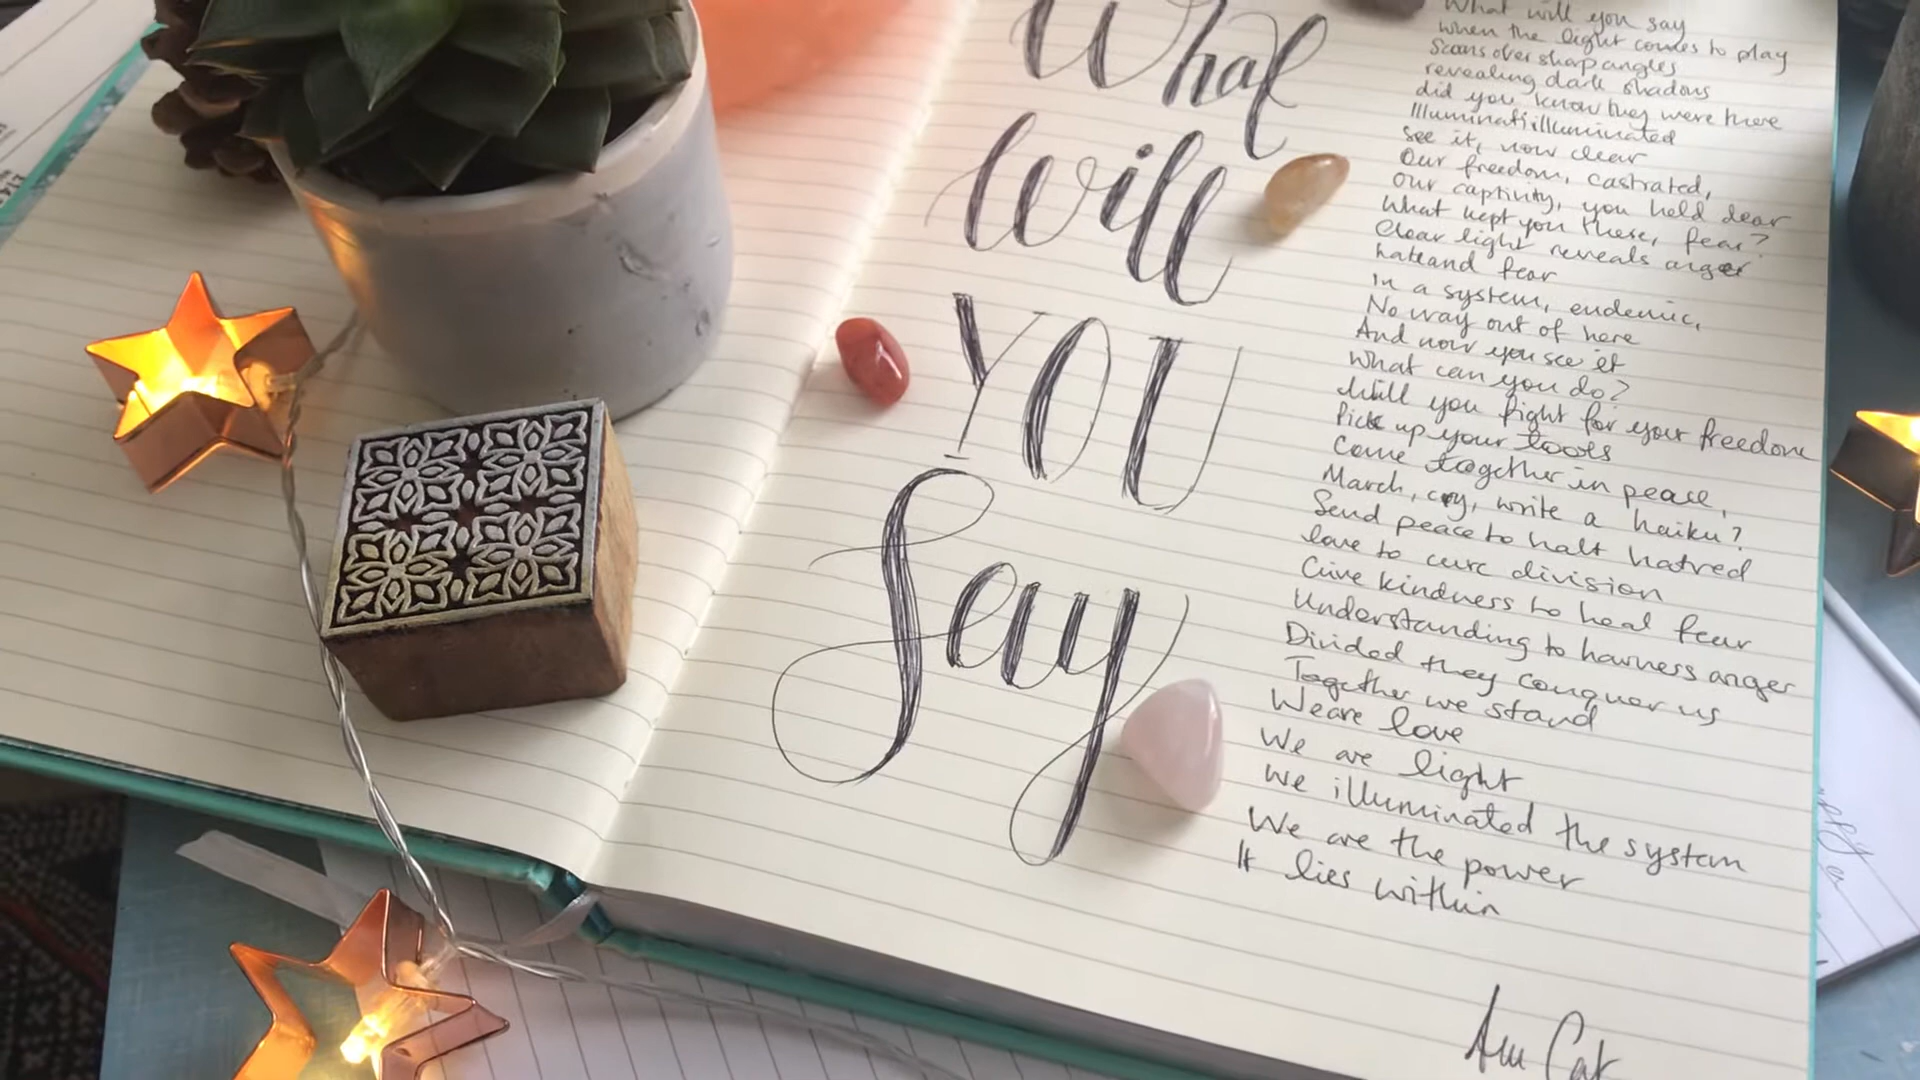 What
Will
YOU
Say
What will you say
when the light comes to play
Scans over sharp angles
revealing dark shadows
did you know they were there
Illuminati illuminated
see it, now clear
Our freedom, castrated,
our captivity, you held dear
What kept you there, fear?
Clear light reveals anger
hate and fear
In a system, endemic,
No way out of here
And now you see it
What can you do?
Will you fight for your freedom
Pick up your tools
Come together in peace,
March, cry, write a haiku?
Send peace to halt hatred
love to cure division
Give kindness to heal fear
Understanding to harness anger
Divided they conquer us
Together we stand
We are love
We are light
We illuminated the system
We are the power
It lies within
Cat